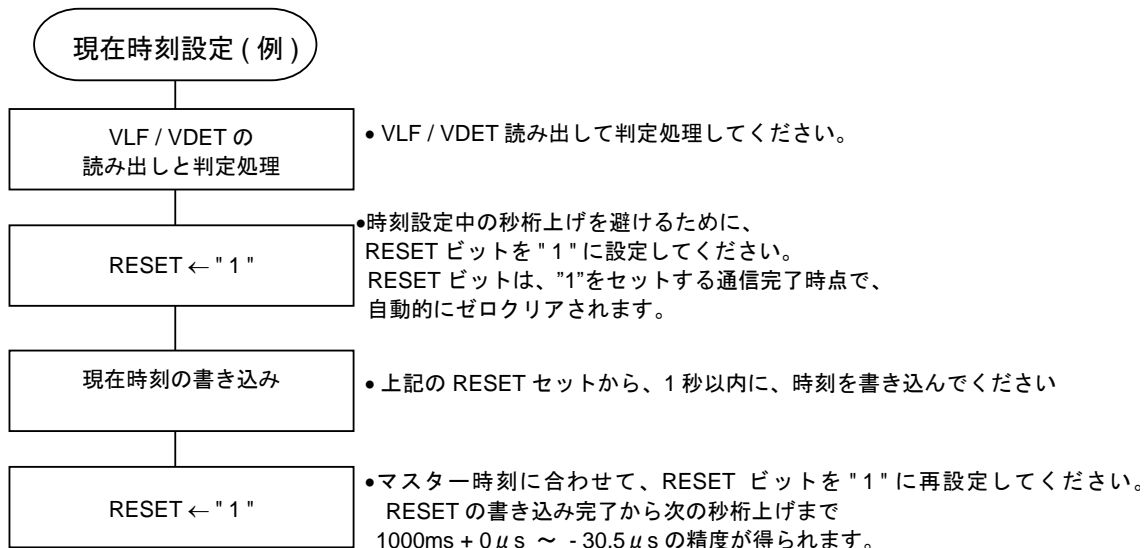 現在時刻設定 ( 例 )
VLF / VDET の
読み出しと判定処理
• VLF / VDET 読み出して判定処理してください。
RESET ← " 1 "
•時刻設定中の秒桁上げを避けるために、
RESET ビットを " 1 " に設定してください。
RESET ビットは、”1”をセットする通信完了時点で、
自動的にゼロクリアされます。
現在時刻の書き込み
• 上記の RESET セットから、1 秒以内に、時刻を書き込んでください
RESET ← " 1 "
•マスター時刻に合わせて、RESET ビットを " 1 " に再設定してください。
RESET の書き込み完了から次の秒桁上げまで
1000ms + 0μs ～ - 30.5μs の精度が得られます。